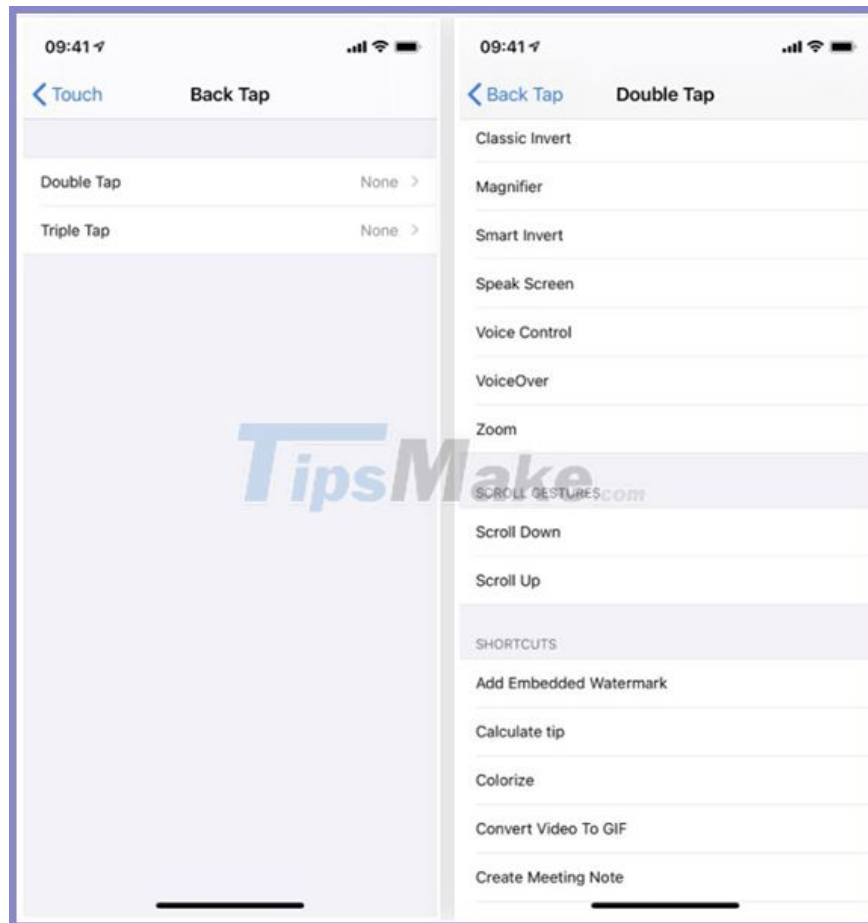 09:41
Touch
Back Tap
Double Tap
None
Triple Tap
None
09:41
Back Tap
Double Tap
Classic Invert
Magnifier
Smart Invert
Speak Screen
Voice Control
VoiceOver
Zoom
SCROLL GESTURES
Scroll Down
Scroll Up
SHORTCUTS
Add Embedded Watermark
Calculate tip
Colorize
Convert Video To GIF
Create Meeting Note
TipsMake.com